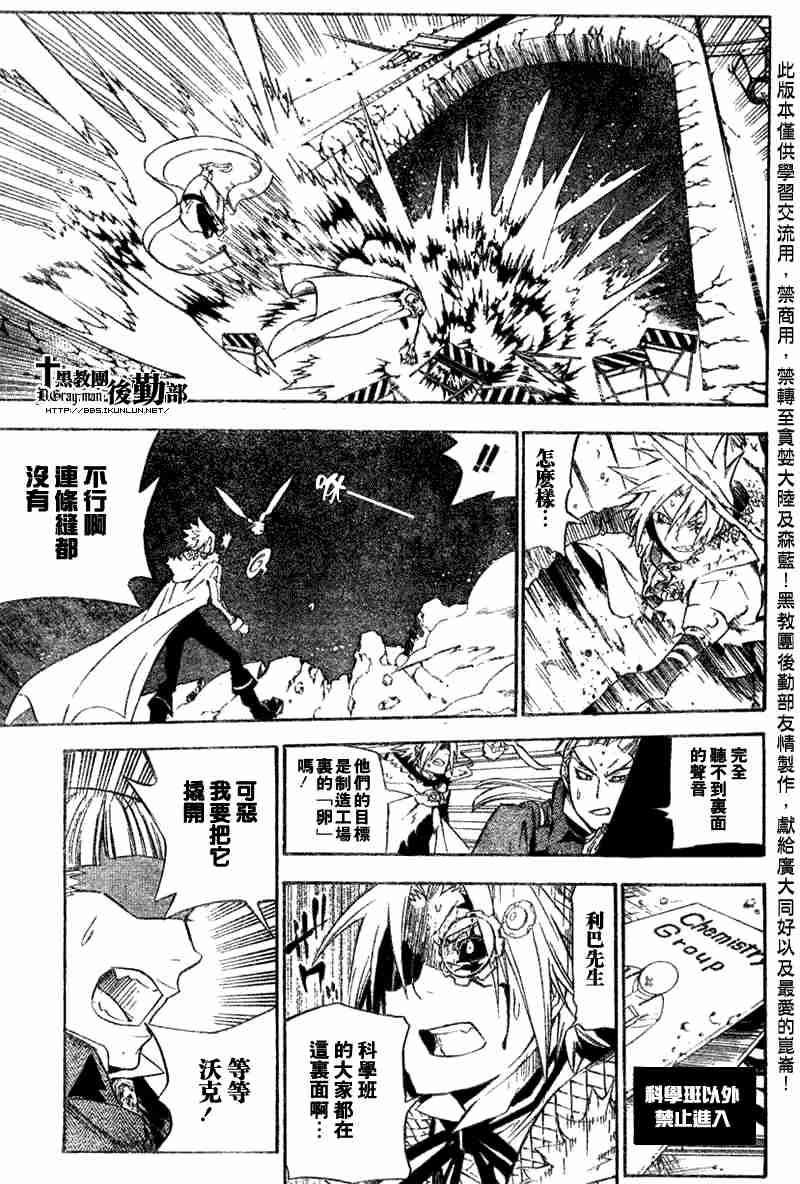 黑教團
D.Gray-man
後勤部
HTTP://BBS.IKUNLUN.NET/
怎麼樣…
!!
不行啊
連條縫都
沒有
完全
聽不到裏面
的聲音
他們的目標
是制造工場
裏的「卵」
嗎!
Chemistry
Group
科學班以外
禁止進入
利巴先生
科學班
的大家都在
這裏面啊…
可惡
我要把它
撬開
等等
沃克!
此版本僅供學習交流用，禁商用，禁轉至貪婪大陸及森藍！黑教團後勤部友情製作，獻給廣大同好以及最愛的崑崙！